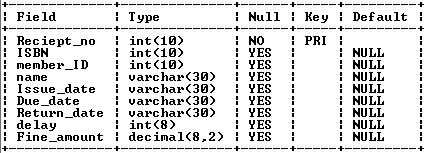 Field Type Null Key Default
Reciept_no int(10) NO PRI
ISBN int(10) YES NULL
member_ID int(10) YES NULL
name varchar(30) YES NULL
Issue_date varchar(30) YES NULL
Due_date varchar(30) YES NULL
Return_date varchar(30) YES NULL
delay int(8) YES NULL
Fine_amount decimal(8,2) YES NULL